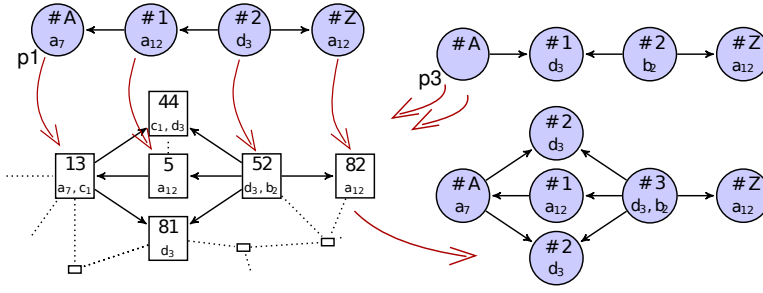 #A #1 #2 #Z
a7 a12 d3 a12
p1
#A #1 #2 #Z
d3 b2 a12
p3
44
c1, d3
13 5 52 82
a7, c1 a12 d3, b2 a12
81
d3
#2
d3
#A #1 #3 #Z
a7 a12 d3, b2 a12
#2
d3